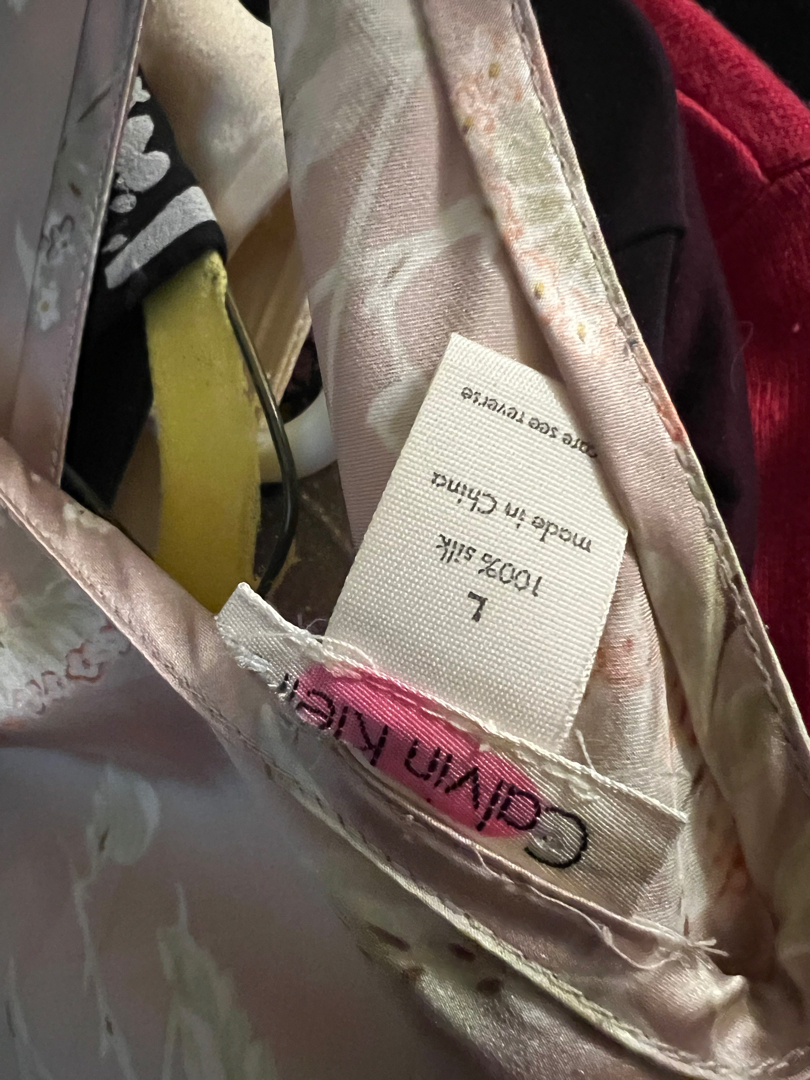 Calvin Klein
L
100% silk
made in China
care see reverse